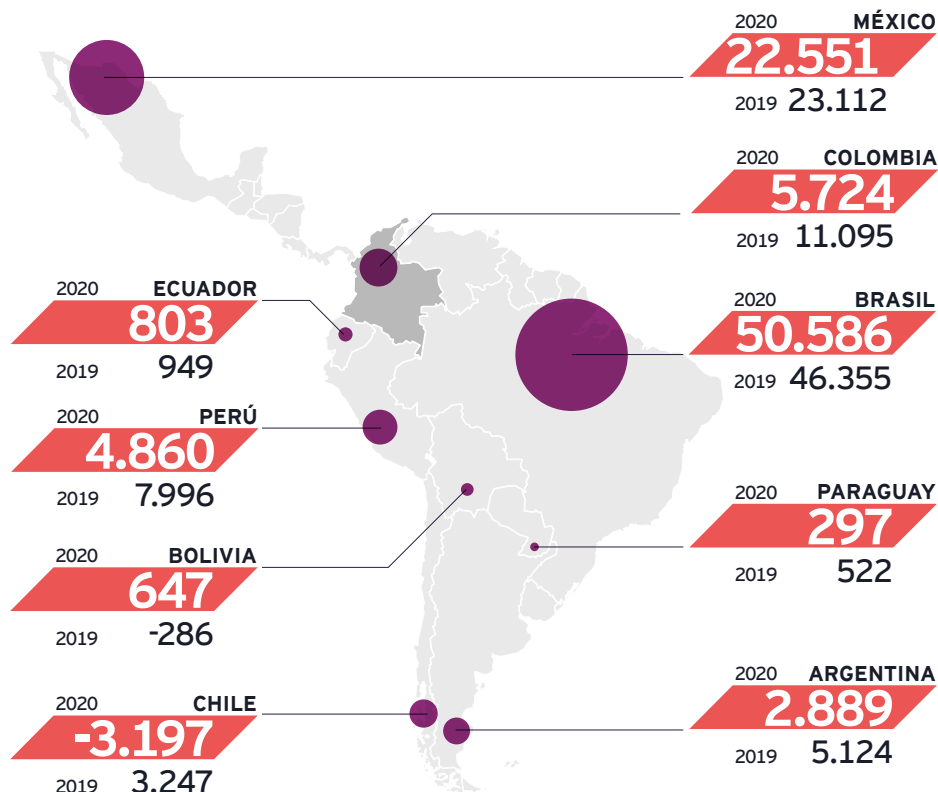 2020 MÉXICO
22.551
2019 23.112
2020 COLOMBIA
5.724
2019 11.095
2020 ECUADOR
803
2019 949
2020 BRASIL
50.586
2019 46.355
2020 PERÚ
4.860
2019 7.996
2020 PARAGUAY
297
2019 522
2020 BOLIVIA
647
2019 -286
2020 ARGENTINA
2.889
2019 5.124
2020 CHILE
-3.197
2019 3.247